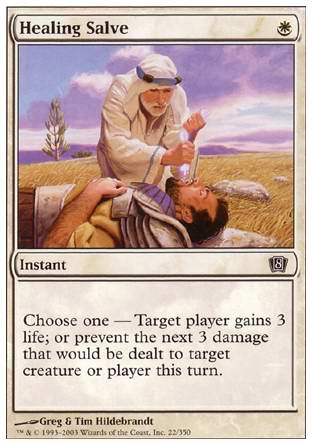 Healing Salve
Instant
8
Choose one — Target player gains 3
life; or prevent the next 3 damage
that would be dealt to target
creature or player this turn.
Greg & Tim Hildebrandt
™ & © 1993–2003 Wizards of the Coast, Inc. 22/350